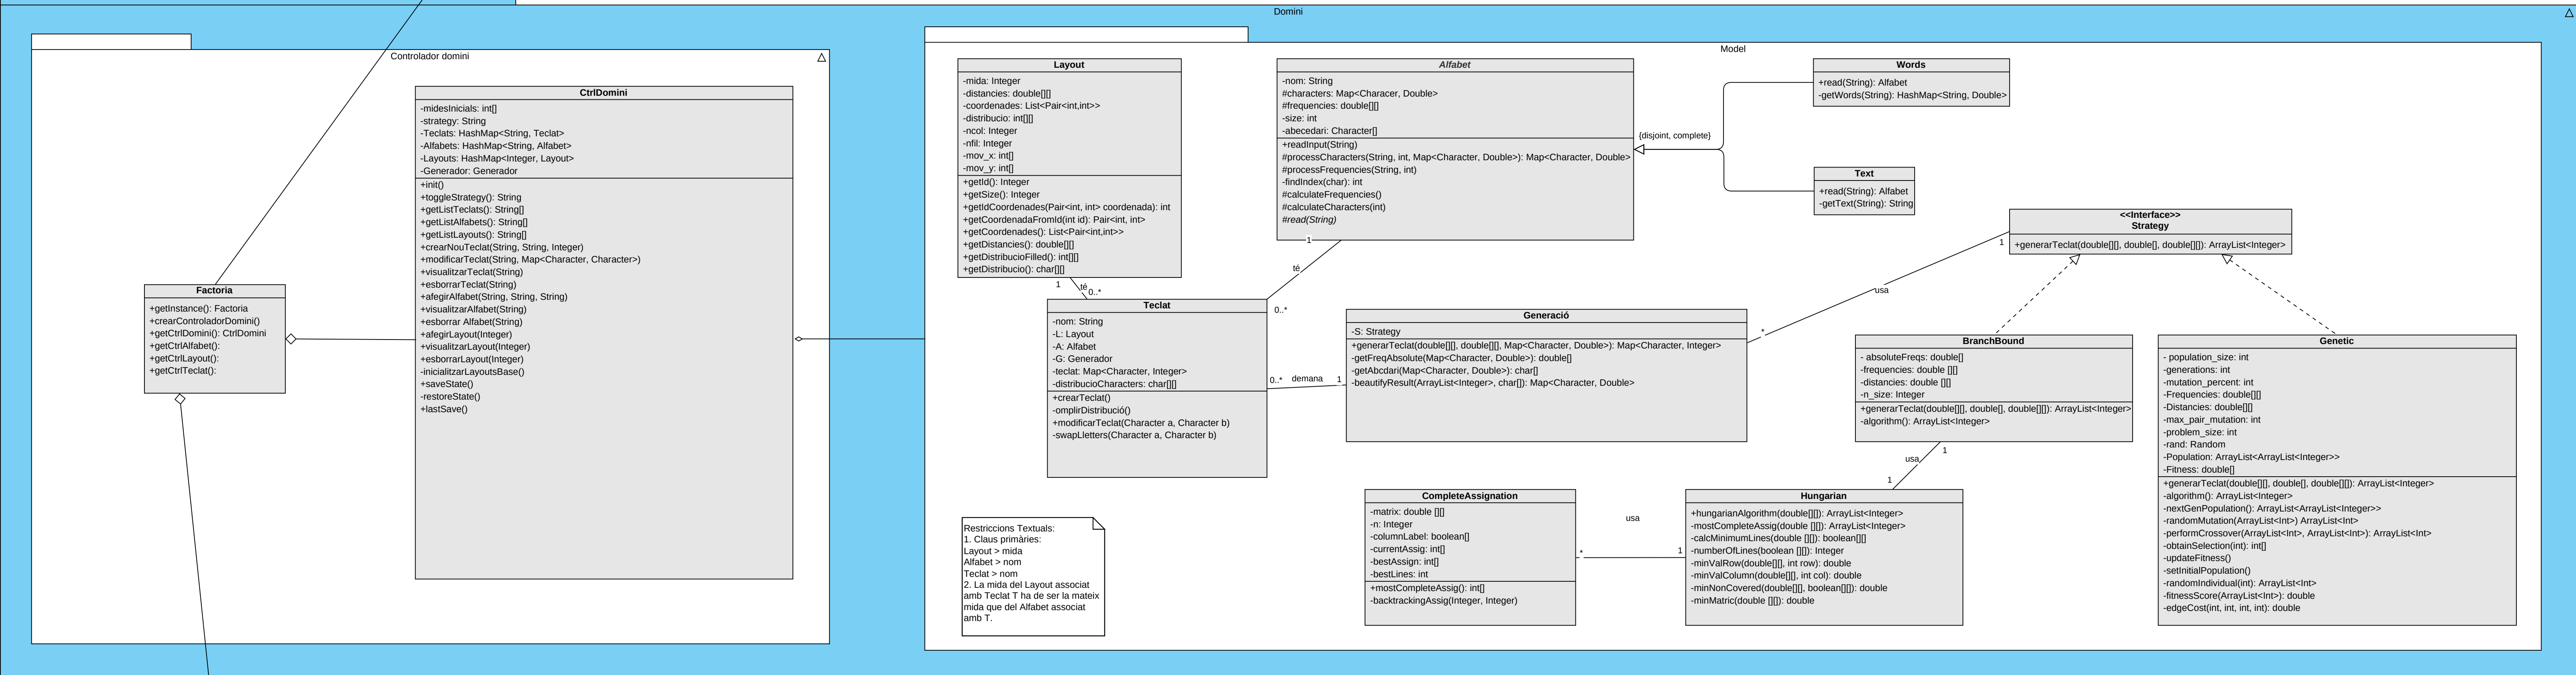 Domini
Controlador domini
CtrlDomini
-midesInicials: int[]
-strategy: String
-Teclats: HashMap<String, Teclat>
-Alfabets: HashMap<String, Alfabet>
-Layouts: HashMap<Integer, Layout>
-Generador: Generador
+init()
+toggleStrategy(): String
+getListTeclats(): String[]
+getListAlfabets(): String[]
+getListLayouts(): String[]
+crearNouTeclat(String, String, Integer)
+modificarTeclat(String, Map<Character, Character>)
+visualitzarTeclat(String)
+esborrarTeclat(String)
+afegirAlfabet(String, String, String)
+visualitzarAlfabet(String)
+esborrar Alfabet(String)
+afegirLayout(Integer)
+visualitzarLayout(Integer)
+esborrarLayout(Integer)
-inicialitzarLayoutsBase()
+saveState()
-restoreState()
+lastSave()
Factoria
+getInstance(): Factoria
+crearControladorDomini()
+getCtrlDomini(): CtrlDomini
+getCtrlAlfabet():
+getCtrlLayout():
+getCtrlTeclat():
Model
Layout
-mida: Integer
-distancies: double[][]
-coordenades: List<Pair<int,int>>
-distribucio: int[][]
-ncol: Integer
-nfil: Integer
-mov_x: int[]
-mov_y: int[]
+getId(): Integer
+getSize(): Integer
+getIdCoordenades(Pair<int, int> coordenada): int
+getCoordenadaFromId(int id): Pair<int, int>
+getCoordenades(): List<Pair<int,int>>
+getDistancies(): double[][]
+getDistribucioFilled(): int[][]
+getDistribucio(): char[][]
Alfabet
-nom: String
#characters: Map<Characer, Double>
#frequencies: double[][]
-size: int
-abecedari: Character[]
+readInput(String)
#processCharacters(String, int, Map<Character, Double>): Map<Character, Double>
#processFrequencies(String, int)
-findIndex(char): int
#calculateFrequencies()
#calculateCharacters(int)
#read(String)
{disjoint, complete}
Words
+read(String): Alfabet
-getWords(String): HashMap<String, Double>
Text
+read(String): Alfabet
-getText(String): String
<<Interface>>
Strategy
+generarTeclat(double[][], double[], double[][]): ArrayList<Integer>
1
té
0..*
1
té
0..*
Teclat
-nom: String
-L: Layout
-A: Alfabet
-G: Generador
-teclat: Map<Character, Integer>
-distribucioCharacters: char[][]
+crearTeclat()
-omplirDistribució()
+modificarTeclat(Character a, Character b)
-swapLletters(Character a, Character b)
0..*
demana
1
Generació
-S: Strategy
+generarTeclat(double[][], double[][], Map<Character, Double>): Map<Character, Integer>
-getFreqAbsolute(Map<Character, Double>): double[]
-getAbcdari(Map<Character, Double>): char[]
-beautifyResult(ArrayList<Integer>, char[]): Map<Character, Double>
*
usa
1
BranchBound
- absoluteFreqs: double[]
-frequencies: double [][]
-distancies: double [][]
-n_size: Integer
+generarTeclat(double[][], double[], double[][]): ArrayList<Integer>
-algorithm(): ArrayList<Integer>
Genetic
- population_size: int
-generations: int
-mutation_percent: int
-Frequencies: double[][]
-Distancies: double[][]
-max_pair_mutation: int
-problem_size: int
-rand: Random
-Population: ArrayList<ArrayList<Integer>>
-Fitness: double[]
+generarTeclat(double[][], double[], double[][]): ArrayList<Integer>
-algorithm(): ArrayList<Integer>
-nextGenPopulation(): ArrayList<ArrayList<Integer>>
-randomMutation(ArrayList<Int>) ArrayList<Int>
-performCrossover(ArrayList<Int>, ArrayList<Int>): ArrayList<Int>
-obtainSelection(int): int[]
-updateFitness()
-setInitialPopulation()
-randomIndividual(int): ArrayList<Int>
-fitnessScore(ArrayList<Int>): double
-edgeCost(int, int, int, int): double
1
usa
1
Restriccions Textuals:
1. Claus primàries:
Layout > mida
Alfabet > nom
Teclat > nom
2. La mida del Layout associat
amb Teclat T ha de ser la mateix
mida que del Alfabet associat
amb T.
CompleteAssignation
-matrix: double [][]
-n: Integer
-columnLabel: boolean[]
-currentAssig: int[]
-bestAssign: int[]
-bestLines: int
+mostCompleteAssig(): int[]
-backtrackingAssig(Integer, Integer)
*
usa
1
Hungarian
+hungarianAlgorithm(double[][]): ArrayList<Integer>
-mostCompleteAssig(double [][]): ArrayList<Integer>
-calcMinimumLines(double [][]): boolean[][]
-numberOfLines(boolean [][]): Integer
-minValRow(double[][], int row): double
-minValColumn(double[][], int col): double
-minNonCovered(double[][], boolean[][]): double
-minMatric(double [][]): double